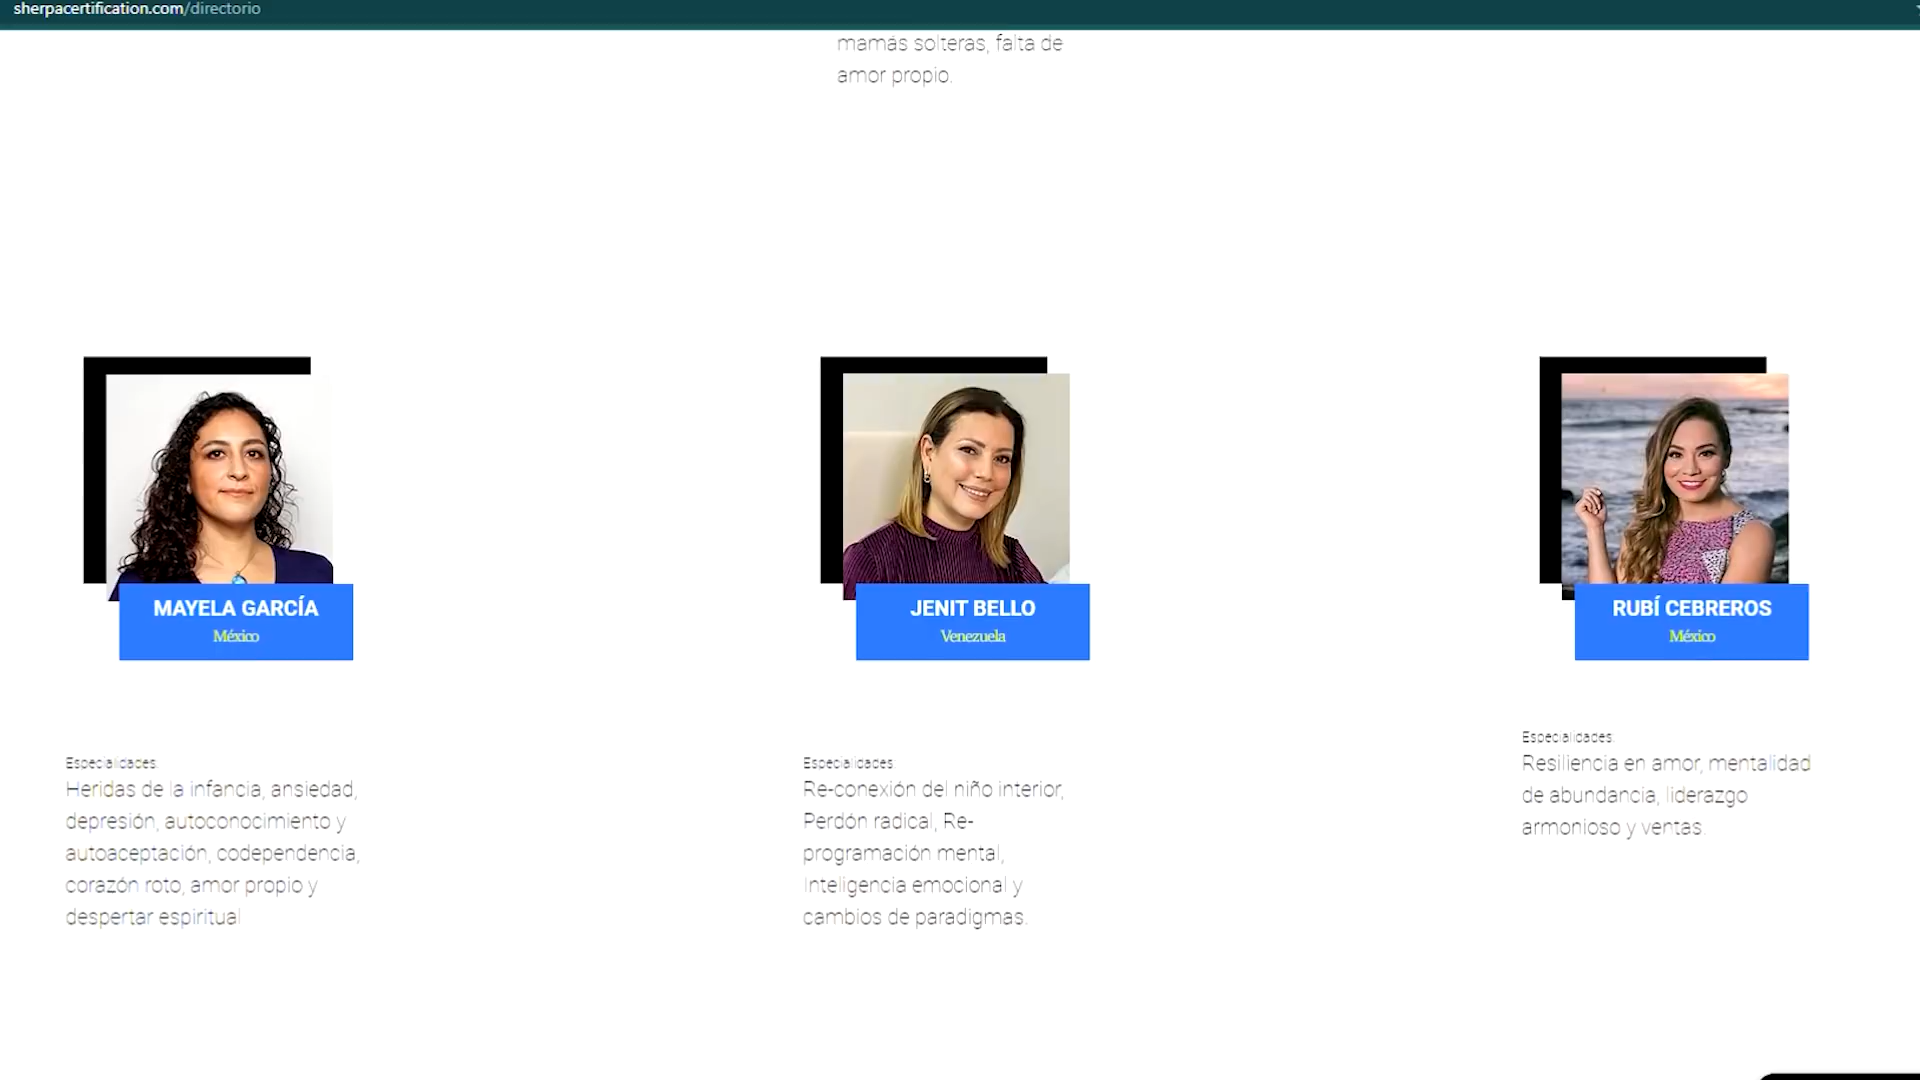 sherpacertification.com/directorio
mamás solteras, falta de
amor propio.
MAYELA GARCÍA
México
Especialidades:
Heridas de la infancia, ansiedad,
depresión, autoconocimiento y
autoaceptación, codependencia,
corazón roto, amor propio y
despertar espiritual
JENIT BELLO
Venezuela
Especialidades:
Re-conexión del niño interior,
Perdón radical, Re-
programación mental,
Inteligencia emocional y
cambios de paradigmas.
RUBÍ CEBREROS
México
Especialidades:
Resiliencia en amor, mentalidad
de abundancia, liderazgo
armonioso y ventas.